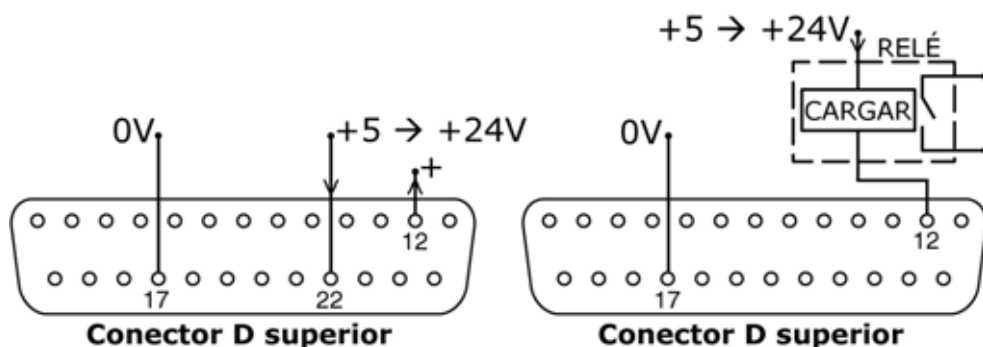 +5 → +24V
RELÉ
CARGAR
0V
+5 → +24V
+
0V
12
12
17
22
17
Conector D superior
Conector D superior